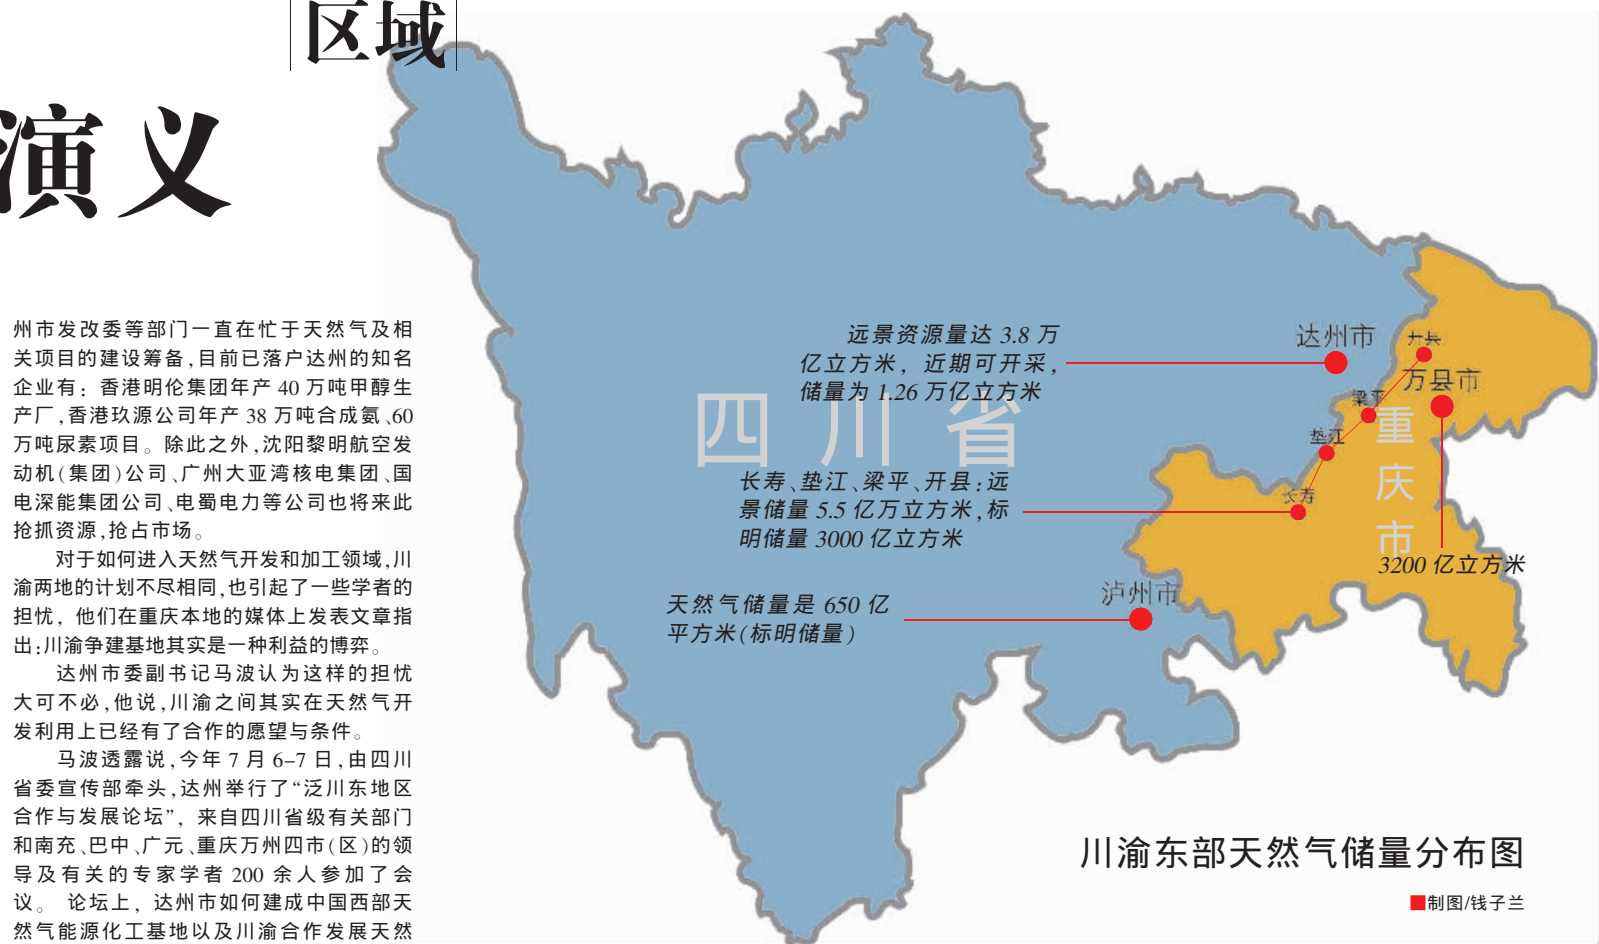 区域
演义
州市发改委等部门一直在忙于天然气及相
关项目的建设筹备,目前已落户达州的知名
企业有：香港明伦集团年产 40 万吨甲醇生
产厂,香港玖源公司年产 38 万吨合成氨、60
万吨尿素项目。除此之外,沈阳黎明航空发
动机(集团)公司、广州大亚湾核电集团、国
电深能集团公司、电蜀电力等公司也将来此
抢抓资源,抢占市场。
对于如何进入天然气开发和加工领域,川
渝两地的计划不尽相同,也引起了一些学者的
担忧，他们在重庆本地的媒体上发表文章指
出:川渝争建基地其实是一种利益的博弈。
达州市委副书记马波认为这样的担忧
大可不必,他说,川渝之间其实在天然气开
发利用上已经有了合作的愿望与条件。
马波透露说,今年 7 月 6–7 日,由四川
省委宣传部牵头,达州举行了“泛川东地区
合作与发展论坛”，来自四川省级有关部门
和南充、巴中、广元、重庆万州四市(区)的领
导及有关的专家学者 200 余人参加了会
议。 论坛上，达州市如何建成中国西部天
然气能源化工基地以及川渝合作发展天然
远景资源量达 3.8 万
亿立方米，近期可开采，
储量为 1.26 万亿立方米
四川省
长寿、垫江、梁平、开县:远
景储量 5.5 亿万立方米,标
明储量 3000 亿立方米
天然气储量是 650 亿
平方米(标明储量)
达州市
开县
万县市
梁平
垫江
长寿
重庆市
3200 亿立方米
泸州市
川渝东部天然气储量分布图
制图/钱子兰